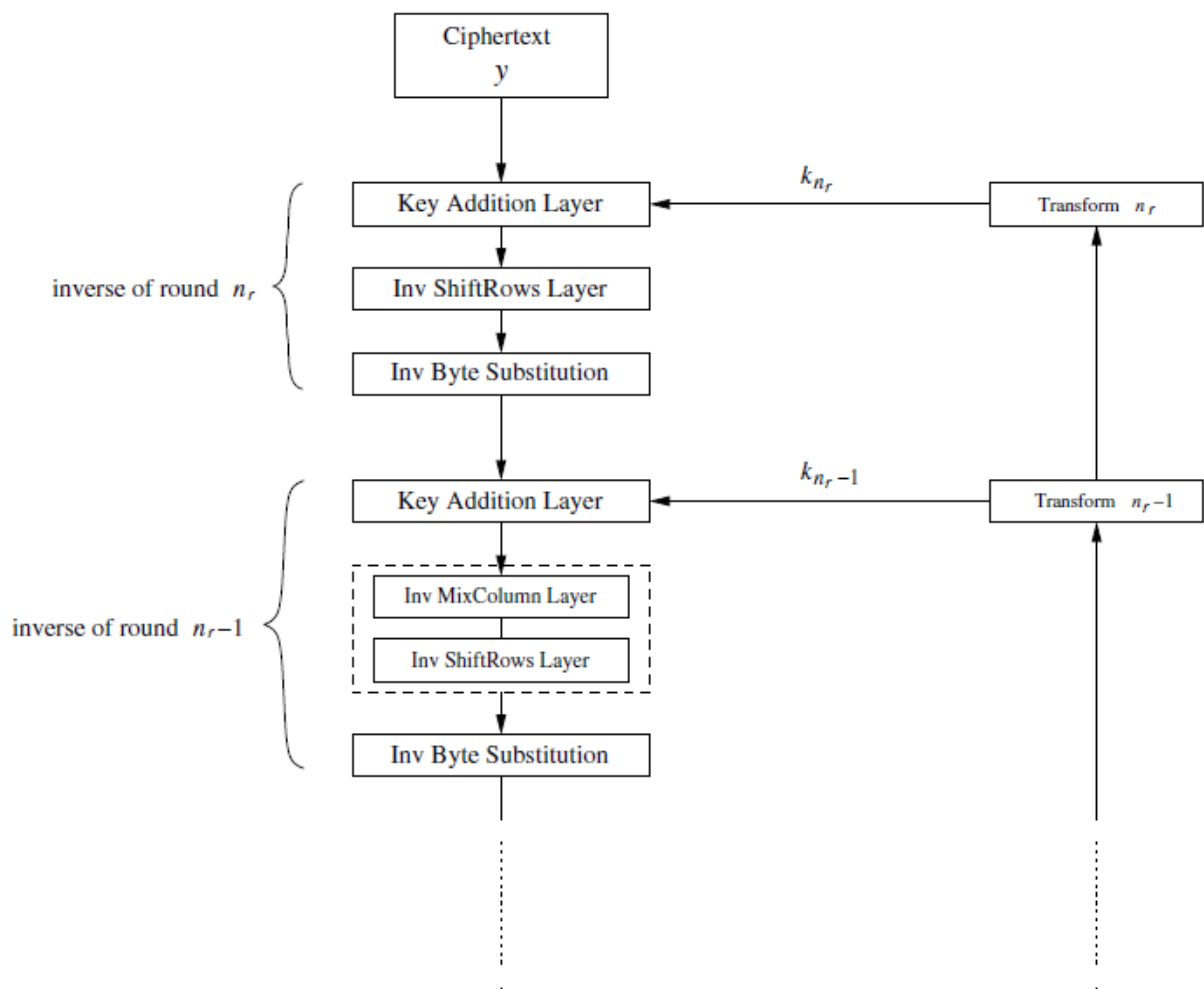 Ciphertext
y
k_{n_r}
Key Addition Layer
Transform n_r
inverse of round n_r
Inv ShiftRows Layer
Inv Byte Substitution
k_{n_r-1}
Key Addition Layer
Transform n_r-1
Inv MixColumn Layer
inverse of round n_r-1
Inv ShiftRows Layer
Inv Byte Substitution